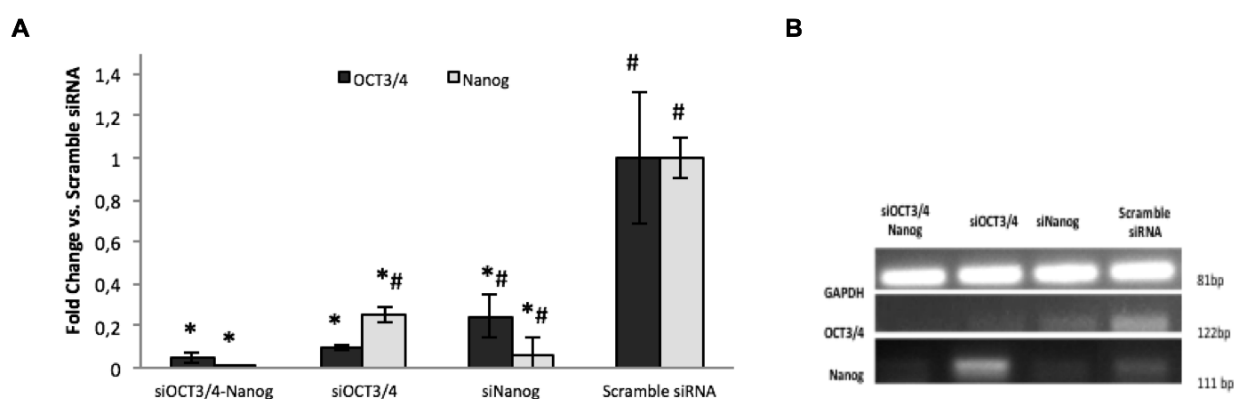 A
B
Fold Change vs. Scramble siRNA
1,4
1,2
1
0,8
0,6
0,4
0,2
0
OCT3/4
Nanog
#
#
*
*
*
*#
*#
*#
siOCT3/4-Nanog
siOCT3/4
siNanog
Scramble siRNA
siOCT3/4
Nanog
siOCT3/4
siNanog
Scramble
siRNA
GAPDH
81bp
OCT3/4
122bp
Nanog
111 bp